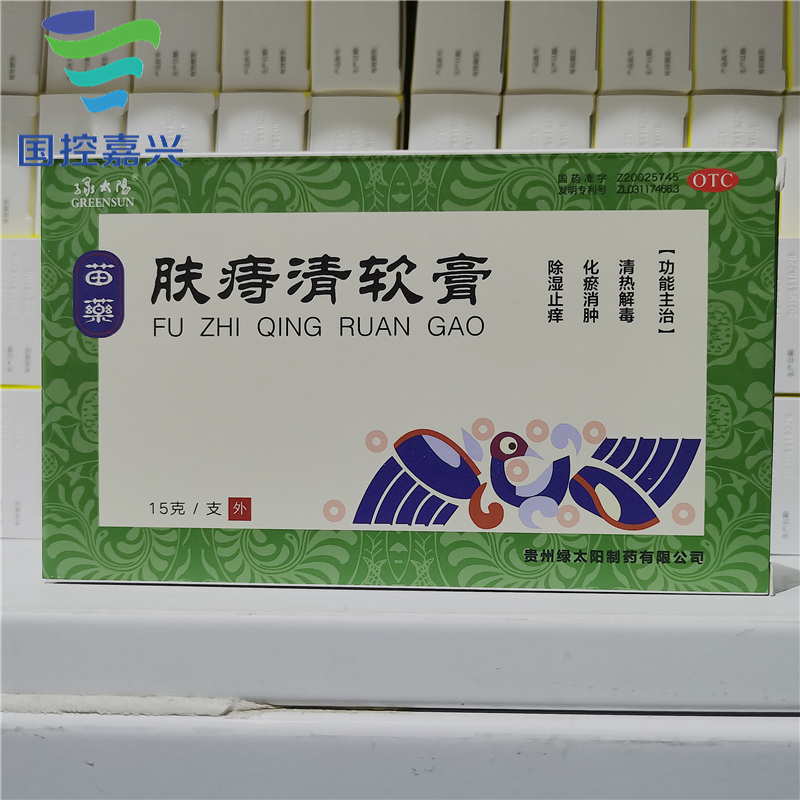 国控嘉兴
绿太阳
GREENSUN
国药准字 Z20025745
发明专利号 ZL03117468.3
OTC
苗藥
肤痔清软膏
FU ZHI QING RUAN GAO
【功能主治】
清热解毒
化瘀消肿
除湿止痒
15克 / 支 外
贵州绿太阳制药有限公司